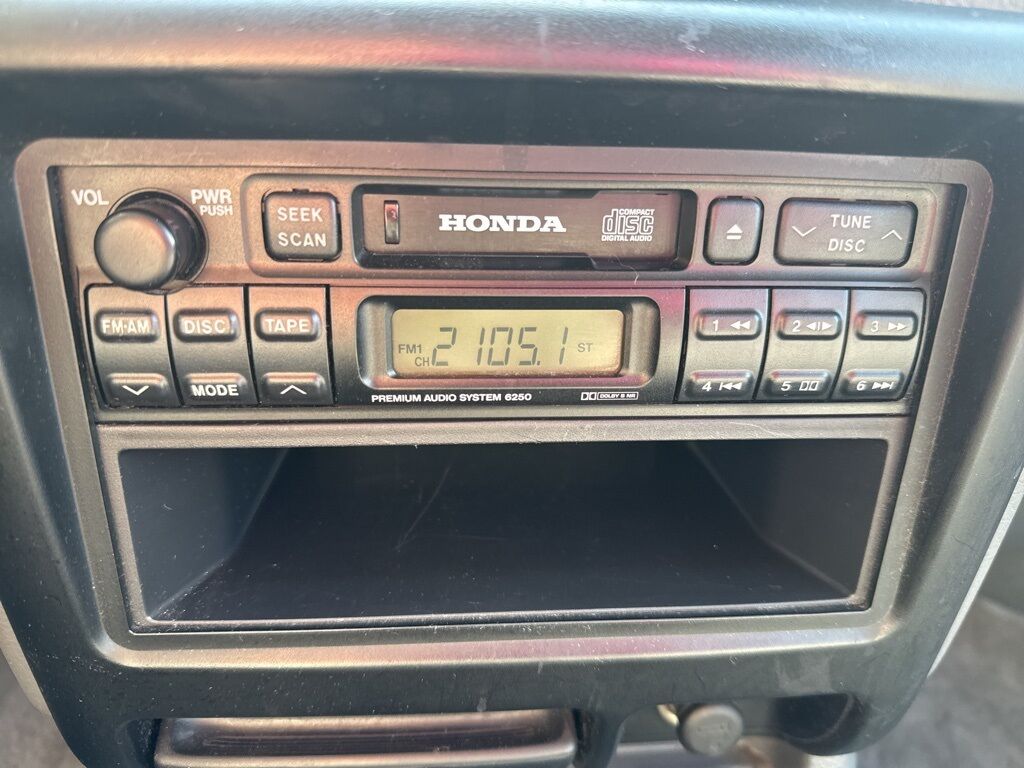 VOL
PWR
PUSH
SEEK
SCAN
HONDA
COMPACT
disc
DIGITAL AUDIO
TUNE
DISC
FM·AM
DISC
TAPE
MODE
FM1
CH
2 105.1
ST
1
2
3
4
5
6
PREMIUM AUDIO SYSTEM 6250
DOLBY B NR